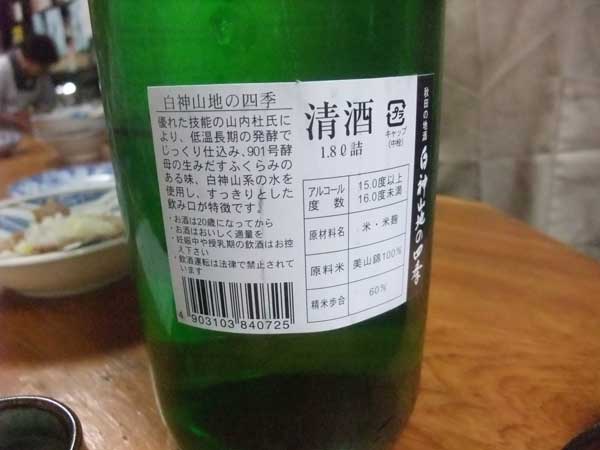 白神山地の四季
優れた技能の山内杜氏に
より、低温長期の発酵で
じっくり仕込み、901号酵
母の生みだすふくらみの
ある味、白神山系の水を
使用し、すっきりとした
飲み口が特徴です。
・お酒は20歳になってから
・お酒はおいしく適量を
・妊娠中や授乳期の飲酒はお控
え下さい
・飲酒運転は法律で禁止されて
います
4 903103 840725
清酒
1.8ℓ詰
プラ
キャップ
(中栓)
アルコール
度 数
15.0度以上
16.0度未満
原材料名
米・米麹
原料米
美山錦100%
精米歩合
60%
秋田の地酒
白神山地の四季